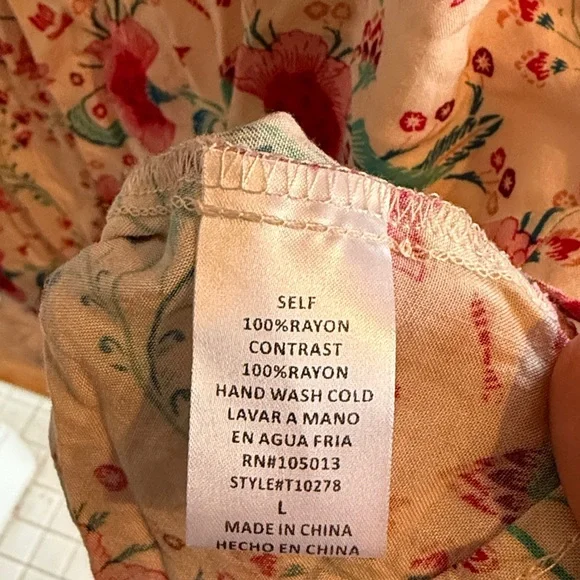 SELF
100%RAYON
CONTRAST
100%RAYON
HAND WASH COLD
LAVAR A MANO
EN AGUA FRIA
RN#105013
STYLE#T10278
L
MADE IN CHINA
HECHO EN CHINA